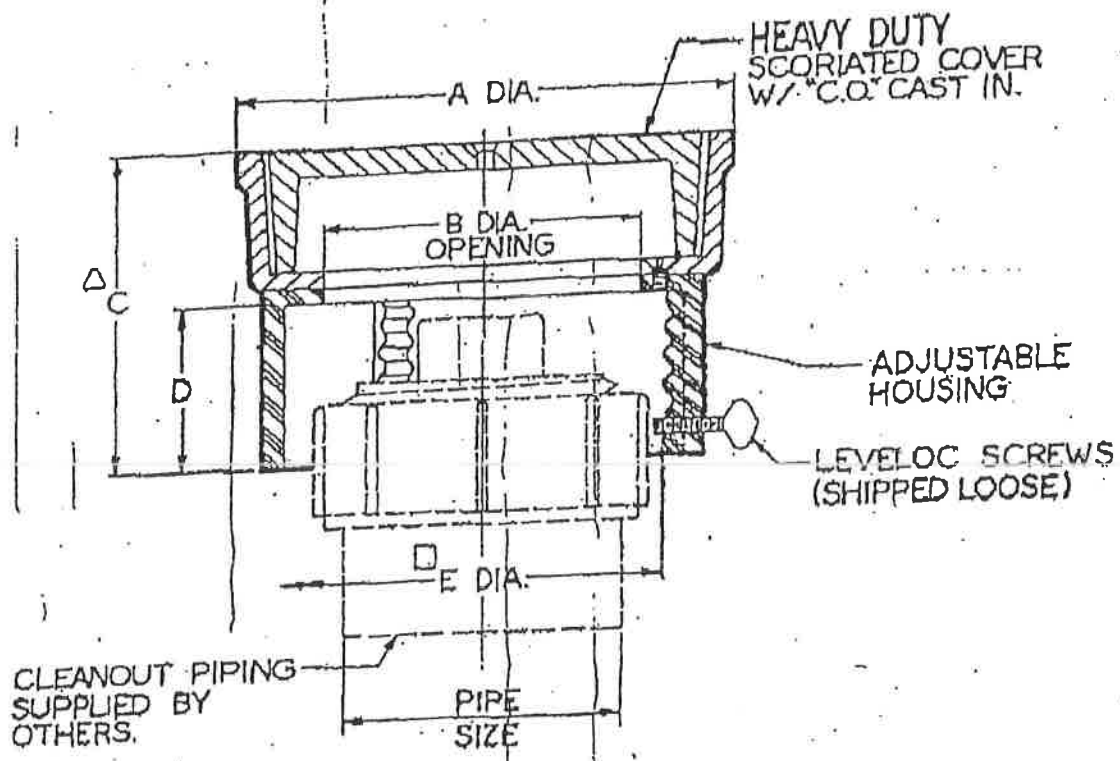 HEAVY DUTY
SCORIATED COVER
W/ "C.O." CAST IN.
A DIA.
B DIA.
OPENING
Δ
C
D
ADJUSTABLE
HOUSING
LEVELOC SCREWS
(SHIPPED LOOSE)
E DIA.
CLEANOUT PIPING
SUPPLIED BY
OTHERS.
PIPE
SIZE